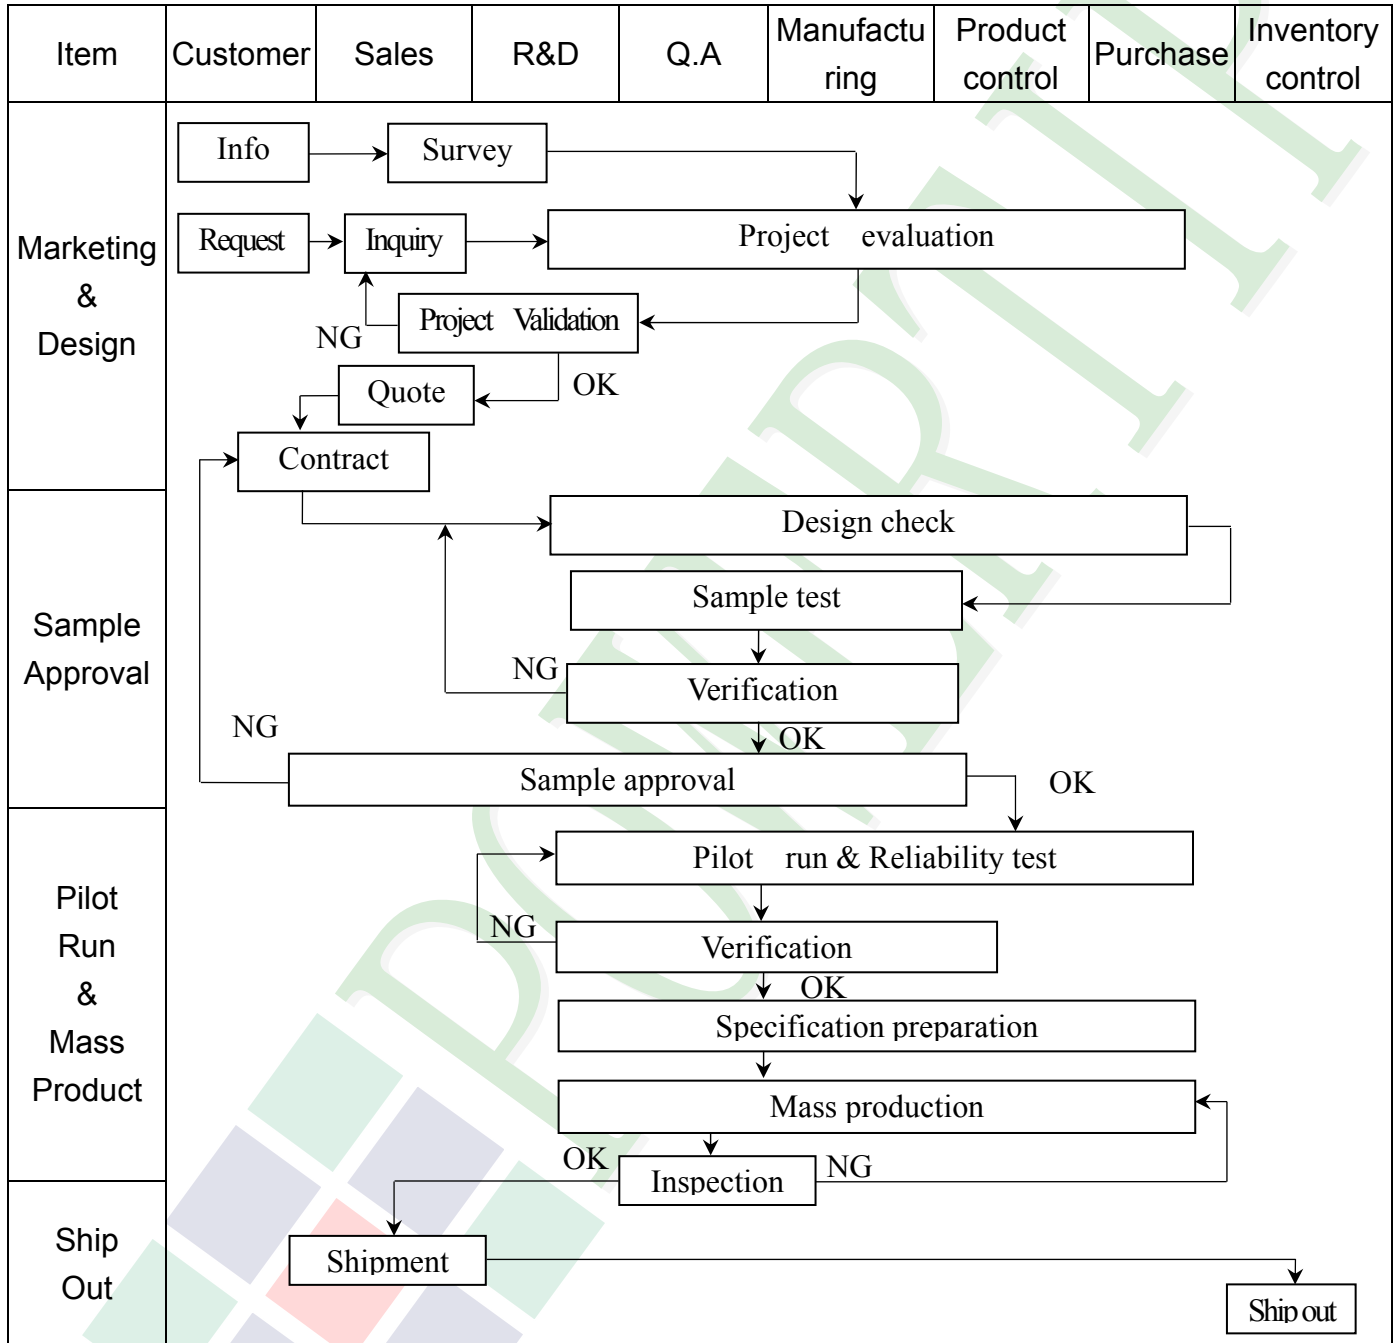 Item Customer Sales R&D Q.A Manufactu ring Product control Purchase Inventory control
Info Survey
Marketing
&
Design
Request Inquiry Project evaluation
NG Project Validation
Quote OK
Contract
Design check
Sample
Approval
Sample test
NG Verification
NG OK
Sample approval OK
Pilot
Run
&
Mass
Product
Pilot run & Reliability test
NG Verification
OK
Specification preparation
Mass production
OK Inspection NG
Ship
Out
Shipment
Ship out
POWERTIP